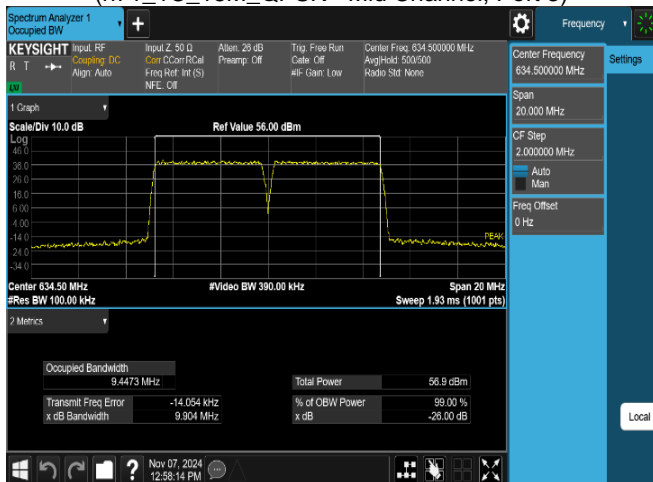 Spectrum Analyzer 1
Occupied BW
Frequency
KEYSIGHT
R T
LXI
Input: RF
Coupling: DC
Align: Auto
Input Z: 50 Ω
Corr CCorr RCal
Freq Ref: Int (S)
NFE: Off
Atten: 26 dB
Preamp: Off
Trig: Free Run
Gate: Off
#IF Gain: Low
Center Freq: 634.500000 MHz
Avg|Hold: 500/500
Radio Std: None
Center Frequency
634.500000 MHz
Settings
Span
20.000 MHz
CF Step
2.000000 MHz
Auto
Man
Freq Offset
0 Hz
1 Graph
Scale/Div 10.0 dB
Ref Value 56.00 dBm
Log
46.0
36.0
26.0
16.0
6.00
-4.00
-14.0
-24.0
-34.0
PEAK
Center 634.50 MHz
#Video BW 390.00 kHz
Span 20 MHz
#Res BW 100.00 kHz
Sweep 1.93 ms (1001 pts)
2 Metrics
Occupied Bandwidth
9.4473 MHz
Total Power
56.9 dBm
Transmit Freq Error
-14.054 kHz
% of OBW Power
99.00 %
x dB Bandwidth
9.904 MHz
x dB
-26.00 dB
Local
Nov 07, 2024
12:58:14 PM